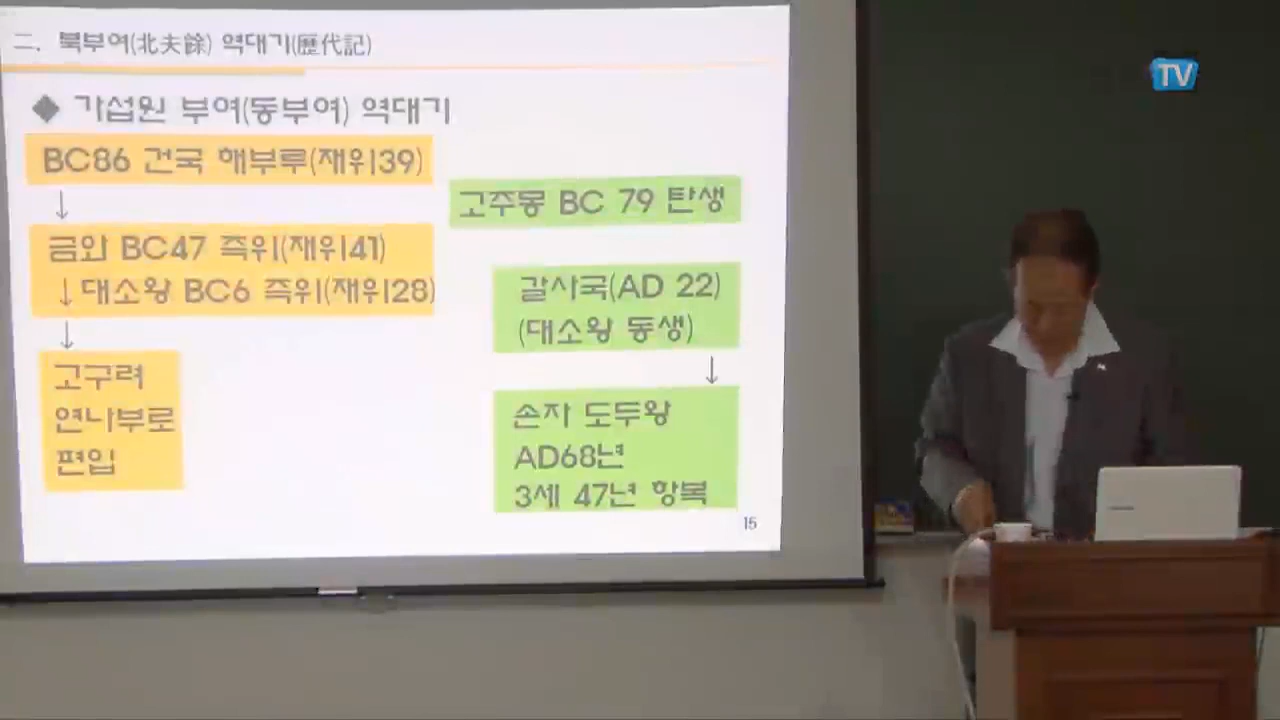 二. 북부여(北夫餘) 역대기(歷代記)
◆ 가섭원 부여(동부여) 역대기
BC86 건국 해부루(재위39)
↓
고주몽 BC 79 탄생
금와 BC47 즉위(재위41)
↓대소왕 BC6 즉위(재위28)
↓
갈사국(AD 22)
(대소왕 동생)
↓
고구려
연나부로
편입
손자 도두왕
AD68년
3세 47년 항복
15
TV